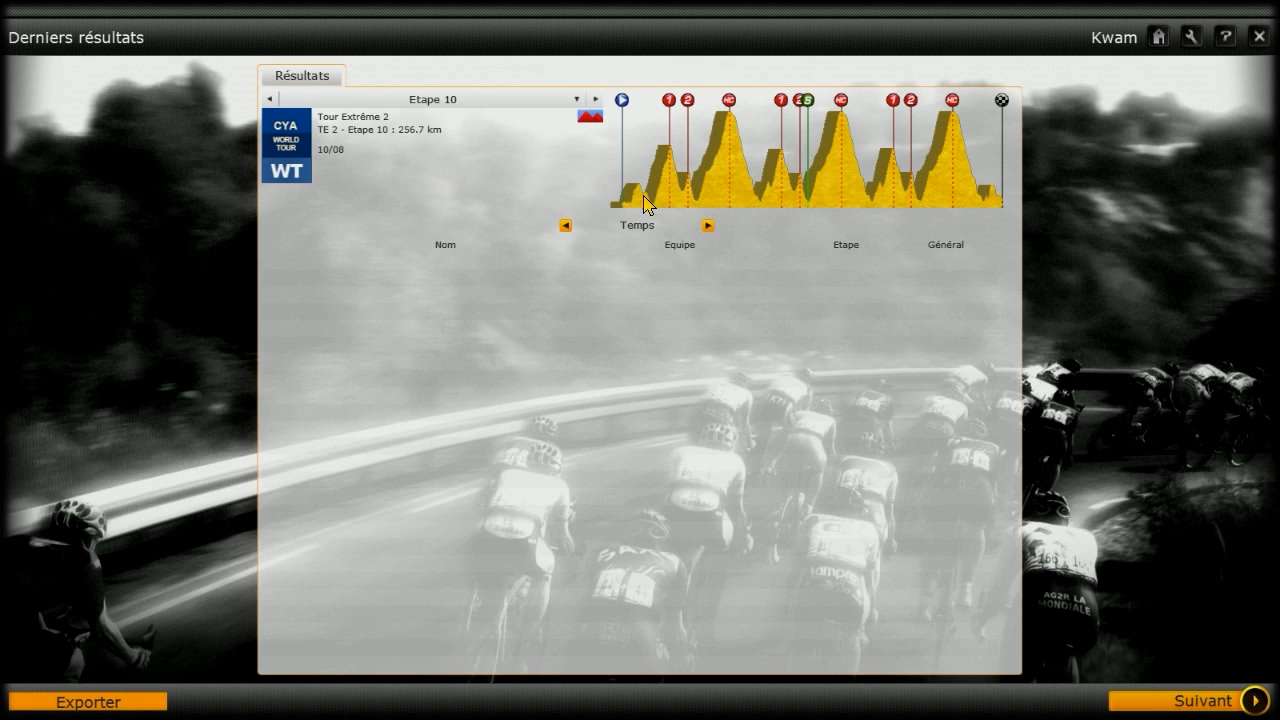 Derniers résultats
Kwam
?
Résultats
Etape 10
CYA
WORLD
TOUR
WT
Tour Extrême 2
TE 2 - Etape 10 : 256.7 km
10/08
1 2 HC 1 2 S HC 1 2 HC
Temps
Nom Equipe Etape Général
AG2R LA
MONDIALE
Exporter
Suivant